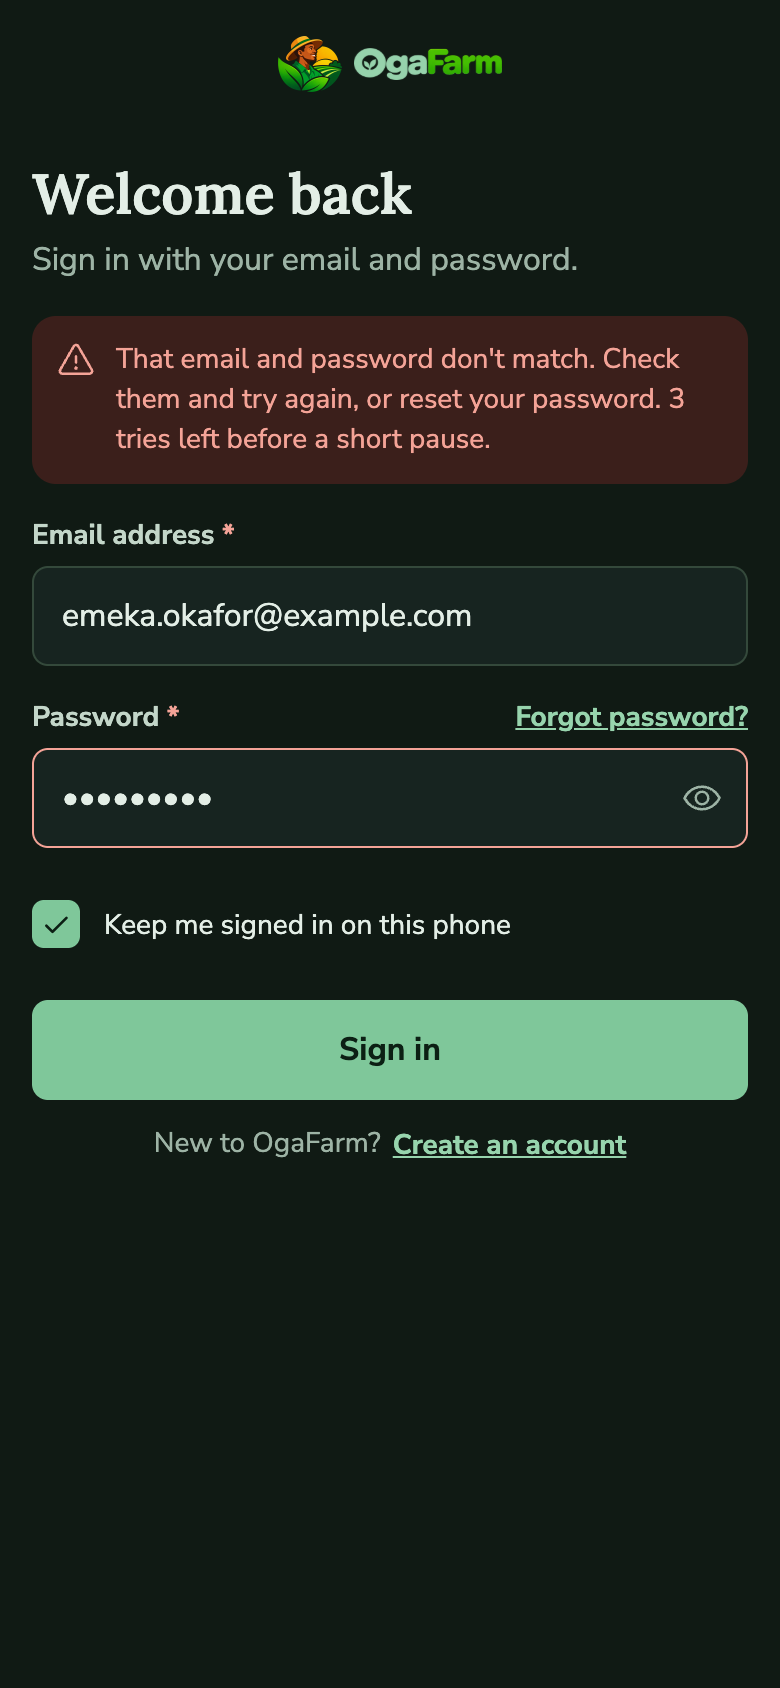 OgaFarm
Welcome back
Sign in with your email and password.
That email and password don't match. Check
them and try again, or reset your password. 3
tries left before a short pause.
Email address *
emeka.okafor@example.com
Password *
Forgot password?
•••••••••
Keep me signed in on this phone
Sign in
New to OgaFarm? Create an account